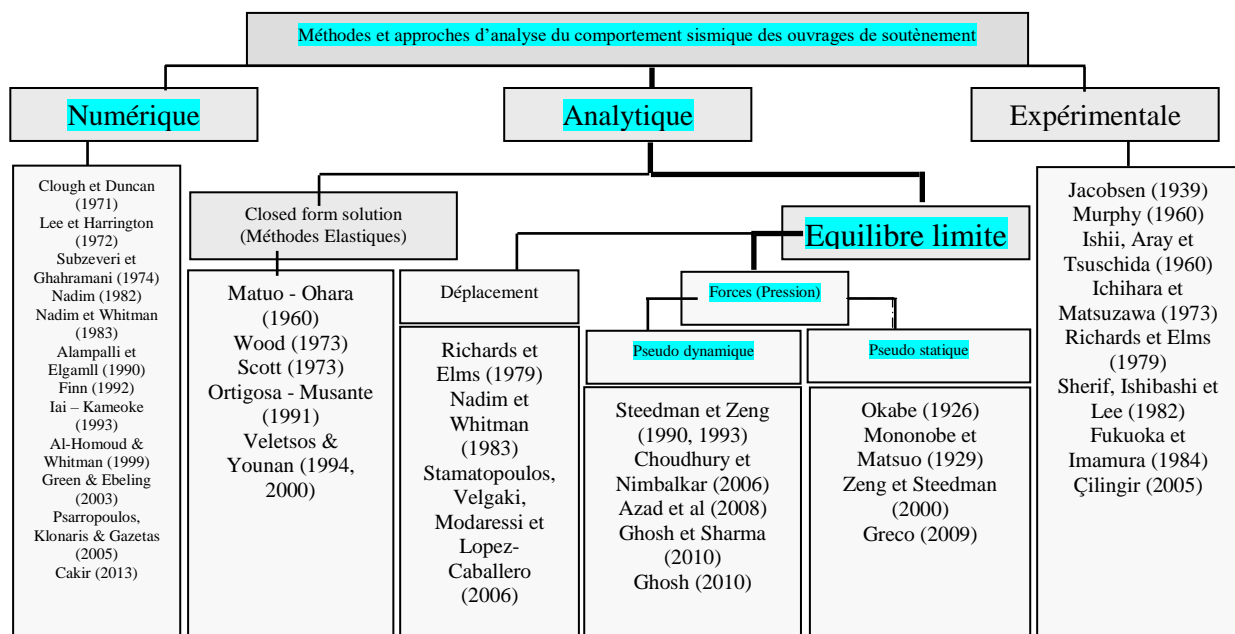 Méthodes et approches d'analyse du comportement sismique des ouvrages de soutènement
Numérique
Analytique
Expérimentale
Clough et Duncan
(1971)
Lee et Harrington
(1972)
Subzeveri et
Ghahramani (1974)
Nadim (1982)
Nadim et Whitman
(1983)
Alampalli et
Elgamll (1990)
Finn (1992)
Iai – Kameoke
(1993)
Al-Homoud &
Whitman (1999)
Green & Ebeling
(2003)
Psarropoulos,
Klonaris & Gazetas
(2005)
Cakir (2013)
Closed form solution
(Méthodes Elastiques)
Matuo - Ohara
(1960)
Wood (1973)
Scott (1973)
Ortigosa - Musante
(1991)
Veletsos &
Younan (1994,
2000)
Equilibre limite
Déplacement
Richards et
Elms (1979)
Nadim et
Whitman
(1983)
Stamatopoulos,
Velgaki,
Modaressi et
Lopez-
Caballero
(2006)
Forces (Pression)
Pseudo dynamique
Steedman et Zeng
(1990, 1993)
Choudhury et
Nimbalkar (2006)
Azad et al (2008)
Ghosh et Sharma
(2010)
Ghosh (2010)
Pseudo statique
Okabe (1926)
Mononobe et
Matsuo (1929)
Zeng et Steedman
(2000)
Greco (2009)
Jacobsen (1939)
Murphy (1960)
Ishii, Aray et
Tsuschida (1960)
Ichihara et
Matsuzawa (1973)
Richards et Elms
(1979)
Sherif, Ishibashi et
Lee (1982)
Fukuoka et
Imamura (1984)
Çilingir (2005)